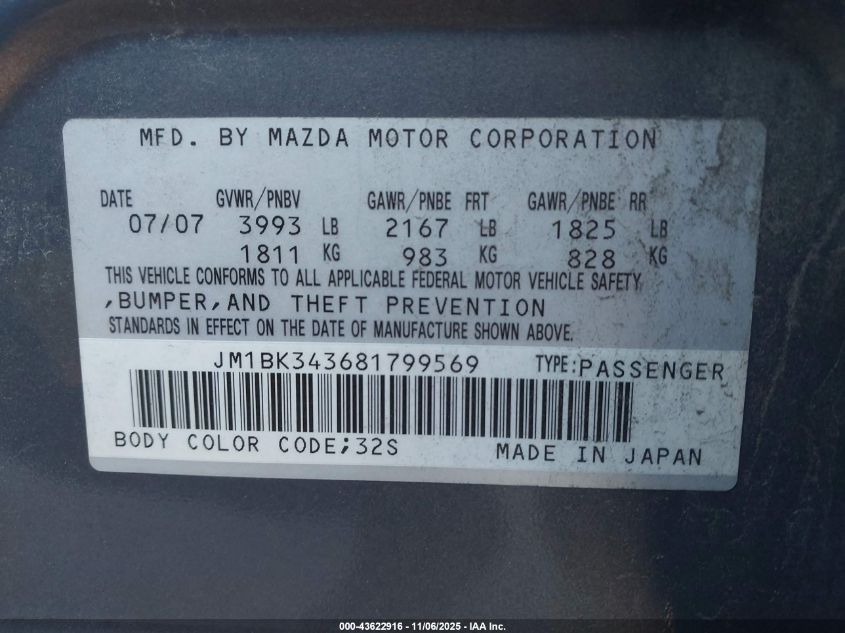 MFD. BY MAZDA MOTOR CORPORATION
DATE GVWR/PNBV GAWR/PNBE FRT GAWR/PNBE RR
07/07 3993 LB 2167 LB 1825 LB
1811 KG 983 KG 828 KG
THIS VEHICLE CONFORMS TO ALL APPLICABLE FEDERAL MOTOR VEHICLE SAFETY
,BUMPER,AND THEFT PREVENTION
STANDARDS IN EFFECT ON THE DATE OF MANUFACTURE SHOWN ABOVE.
JM1BK343681799569 TYPE:PASSENGER
BODY COLOR CODE;32S MADE IN JAPAN
000-43622916 - 11/06/2025 - IAA Inc.